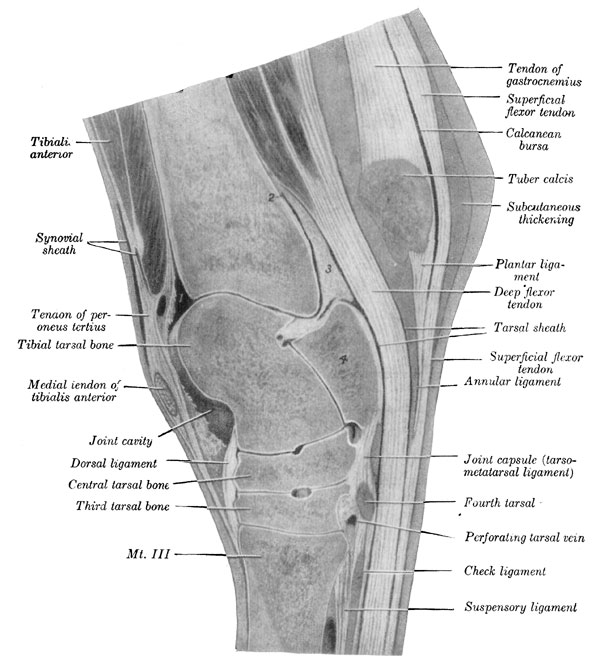 Tibiali.
anterior
Synovial
sheath
Tenaon of per-
oneus tertius
Tibial tarsal bone
Medial iendon of
tibialis anterior
Joint cavity
Dorsal ligament
Central tarsal bone
Third tarsal bone
Mt. III
1
2
3
4
Tendon of
gastrocnemius
Superficial
flexor tendon
Calcanean
bursa
Tuber calcis
Subcutaneous
thickening
Plantar liga-
ment
Deep flexor
tendon
Tarsal sheath
Superficial flexor
tendon
Annular ligament
Joint capsule (tarso-
metatarsal ligament)
Fourth tarsal
Perforating tarsal vein
Check ligament
Suspensory ligament